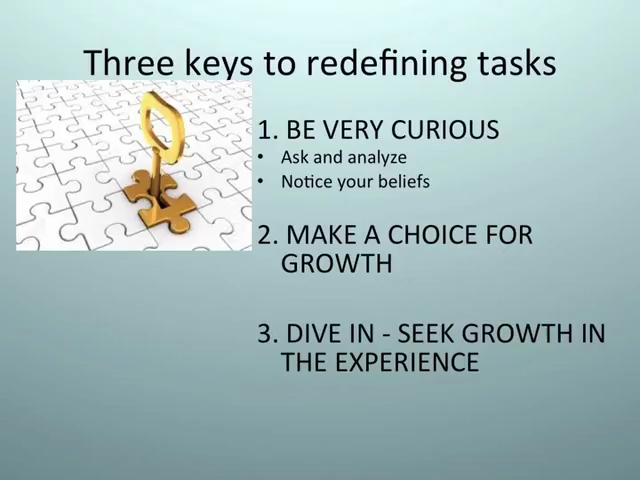 Three keys to redefining tasks
1. BE VERY CURIOUS
• Ask and analyze
• Notice your beliefs
2. MAKE A CHOICE FOR
GROWTH
3. DIVE IN - SEEK GROWTH IN
THE EXPERIENCE